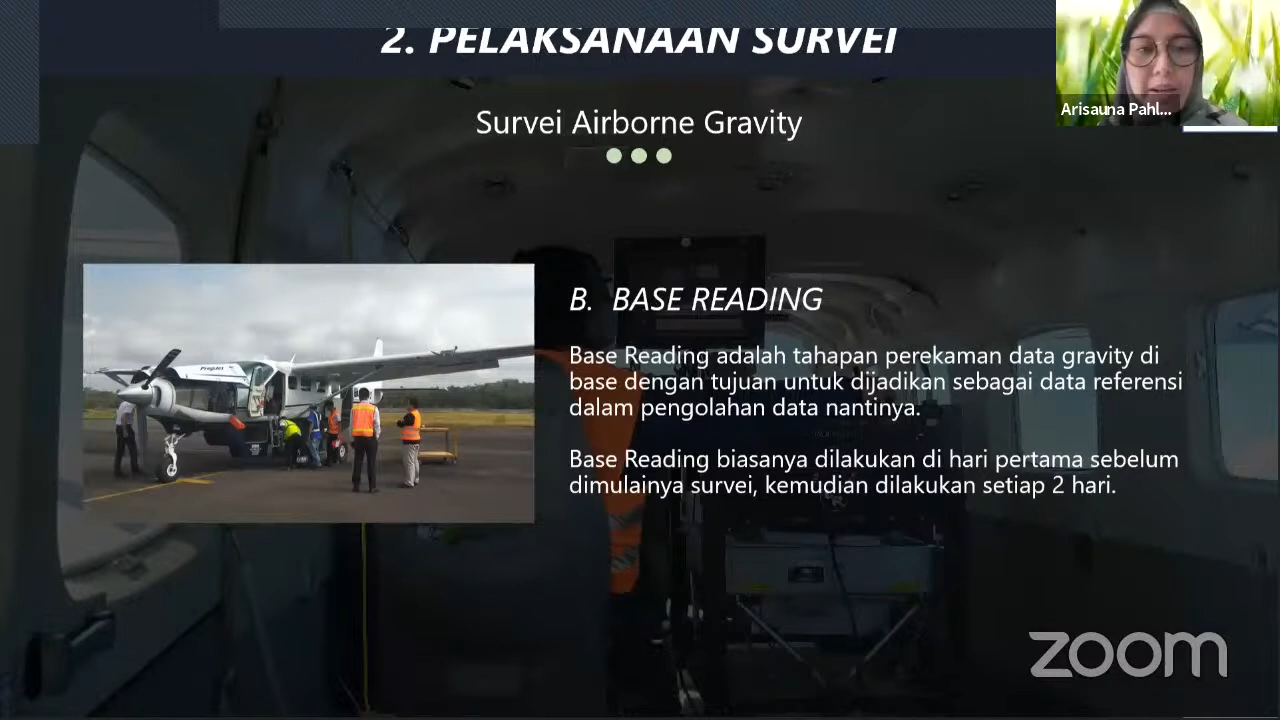 2. PELAKSANAAN SURVEI
Arisauna Pahl...
Survei Airborne Gravity
B. BASE READING
Base Reading adalah tahapan perekaman data gravity di
base dengan tujuan untuk dijadikan sebagai data referensi
dalam pengolahan data nantinya.
Base Reading biasanya dilakukan di hari pertama sebelum
dimulainya survei, kemudian dilakukan setiap 2 hari.
zoom